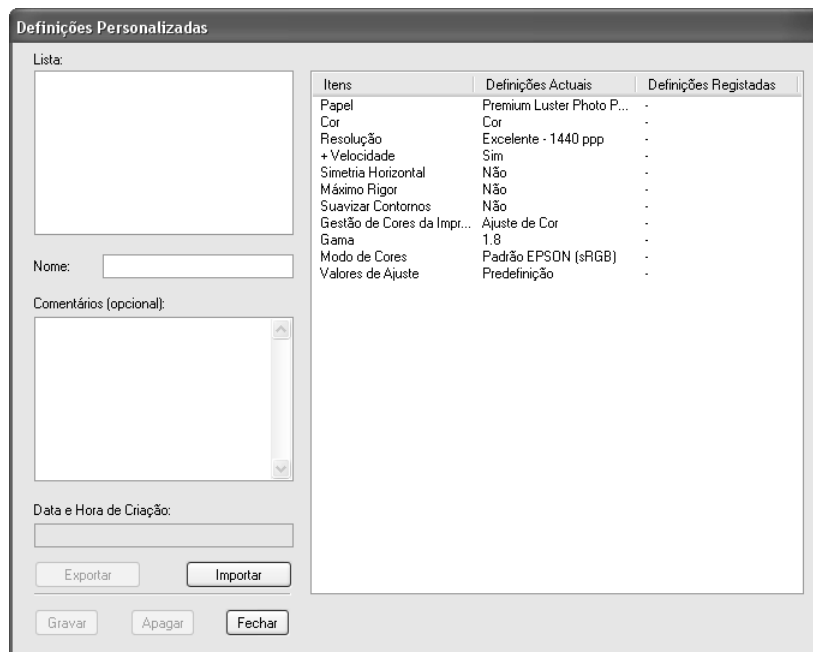 Definições Personalizadas
Lista:
Nome:
Comentários (opcional):
Data e Hora de Criação:
Exportar Importar
Gravar Apagar Fechar
Itens Definições Actuais Definições Registadas
Papel Premium Luster Photo P... -
Cor Cor -
Resolução Excelente - 1440 ppp -
+ Velocidade Sim -
Simetria Horizontal Não -
Máximo Rigor Não -
Suavizar Contornos Não -
Gestão de Cores da Impr... Ajuste de Cor -
Gama 1.8 -
Modo de Cores Padrão EPSON (sRGB) -
Valores de Ajuste Predefinição -